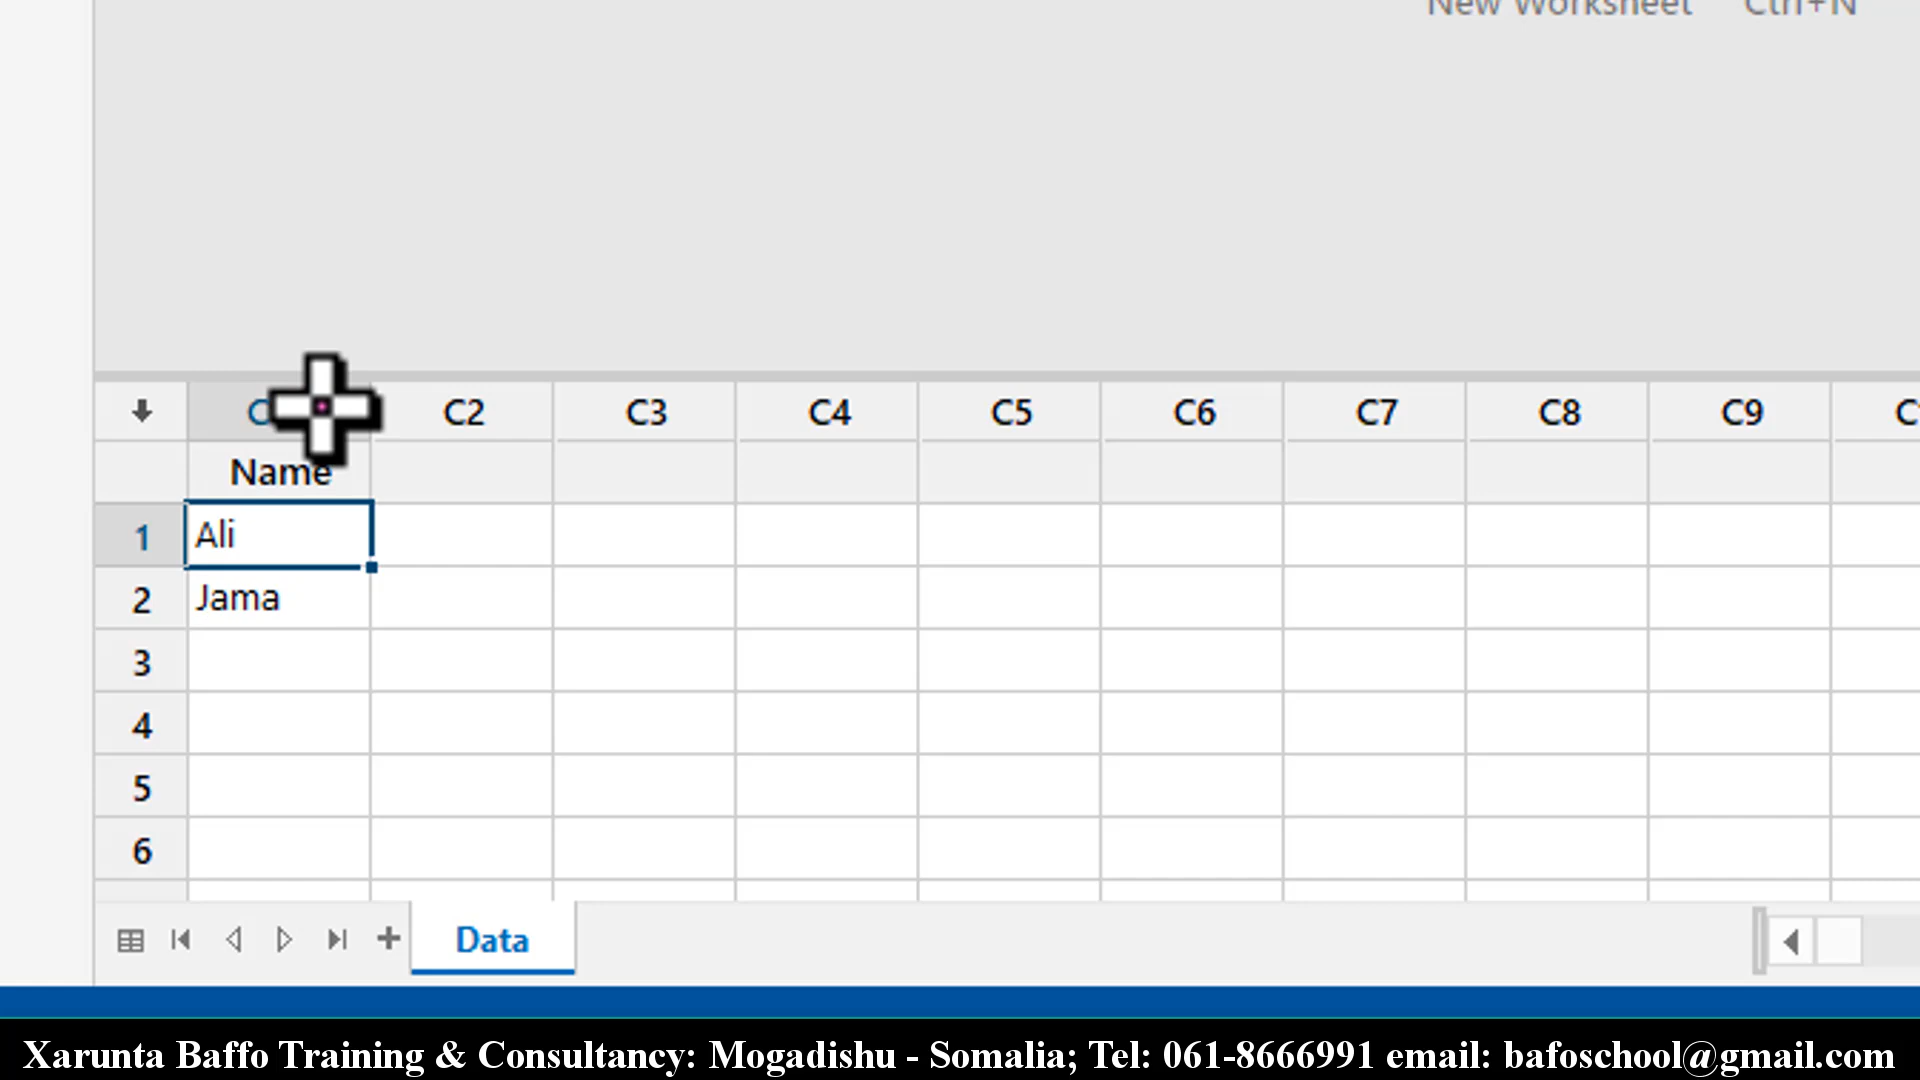 New Worksheet Ctrl+N
C2 C3 C4 C5 C6 C7 C8 C9
Name
1 Ali
2 Jama
3
4
5
6
Data
Xarunta Baffo Training & Consultancy: Mogadishu - Somalia; Tel: 061-8666991 email: bafoschool@gmail.com